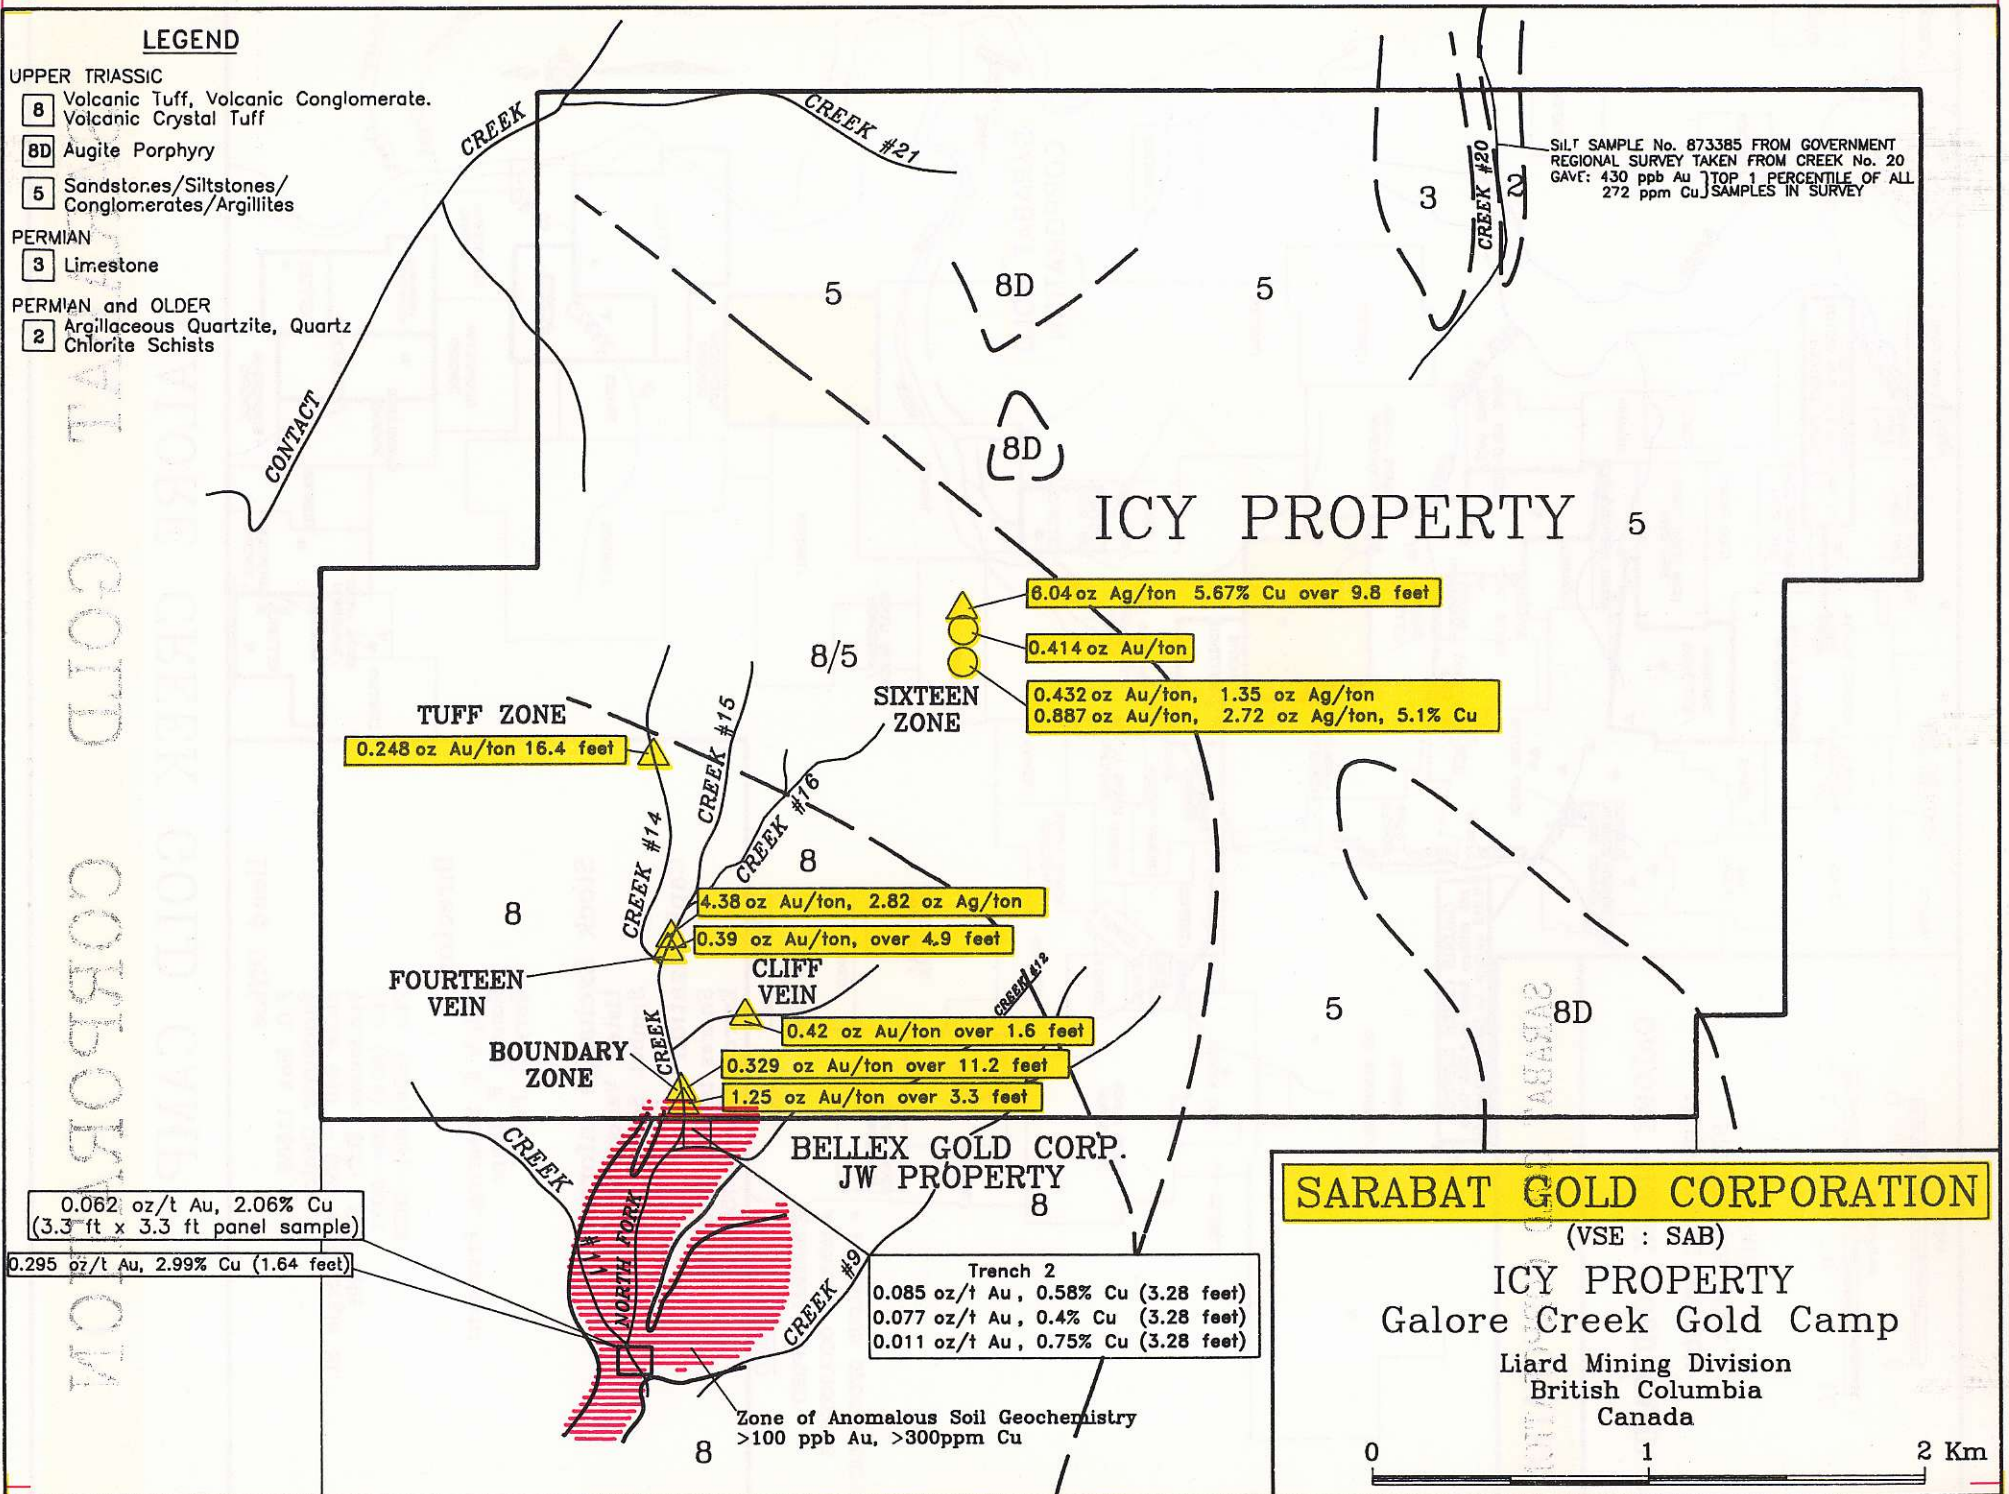 LEGEND
UPPER TRIASSIC
8 Volcanic Tuff, Volcanic Conglomerate.
Volcanic Crystal Tuff
8D Augite Porphyry
5 Sandstones/Siltstones/
Conglomerates/Argillites
PERMIAN
3 Limestone
PERMIAN and OLDER
2 Argillaceous Quartzite, Quartz
Chlorite Schists
CONTACT CREEK
CREEK #21
CREEK #20
3
2
SILT SAMPLE No. 873385 FROM GOVERNMENT
REGIONAL SURVEY TAKEN FROM CREEK No. 20
GAVE: 430 ppb Au } TOP 1 PERCENTILE OF ALL
272 ppm Cu } SAMPLES IN SURVEY
5
8D
5
8D
ICY PROPERTY
5
6.04 oz Ag/ton 5.67% Cu over 9.8 feet
0.414 oz Au/ton
0.432 oz Au/ton, 1.35 oz Ag/ton
0.887 oz Au/ton, 2.72 oz Ag/ton, 5.1% Cu
8/5
SIXTEEN
ZONE
TUFF ZONE
0.248 oz Au/ton 16.4 feet
CREEK #15
CREEK #16
CREEK #14
8
8
4.38 oz Au/ton, 2.82 oz Ag/ton
0.39 oz Au/ton, over 4.9 feet
FOURTEEN
VEIN
CLIFF
VEIN
CREEK #12
0.42 oz Au/ton over 1.6 feet
5
8D
BOUNDARY
ZONE
CREEK
0.329 oz Au/ton over 11.2 feet
1.25 oz Au/ton over 3.3 feet
BELLEX GOLD CORP.
JW PROPERTY
8
CREEK #11
NORTH FORK
CREEK #9
0.062 oz/t Au, 2.06% Cu
(3.3 ft x 3.3 ft panel sample)
0.295 oz/t Au, 2.99% Cu (1.64 feet)
Trench 2
0.085 oz/t Au, 0.58% Cu (3.28 feet)
0.077 oz/t Au, 0.4% Cu (3.28 feet)
0.011 oz/t Au, 0.75% Cu (3.28 feet)
Zone of Anomalous Soil Geochemistry
>100 ppb Au, >300ppm Cu
8
SARABAT GOLD CORPORATION
(VSE : SAB)
ICY PROPERTY
Galore Creek Gold Camp
Liard Mining Division
British Columbia
Canada
0 1 2 Km